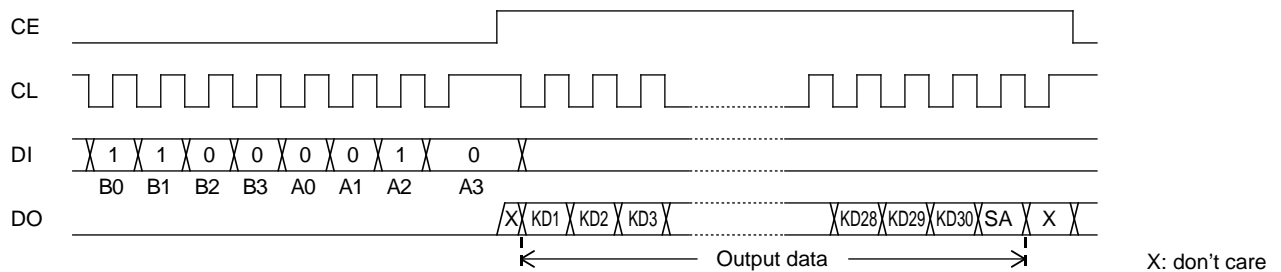 CE
CL
DI 1 1 0 0 0 0 1 0
B0 B1 B2 B3 A0 A1 A2 A3
DO X KD1 KD2 KD3 KD28 KD29 KD30 SA X
Output data X: don't care